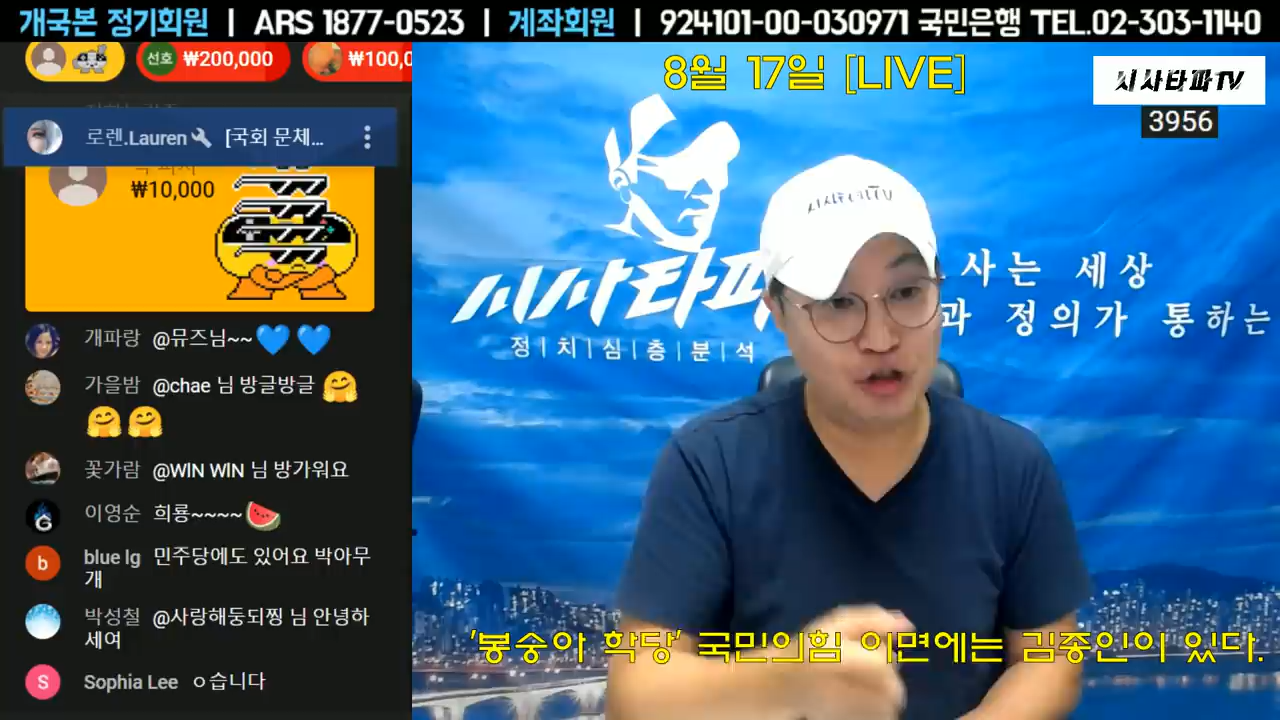 개국본 정기회원 | ARS 1877-0523 | 계좌회원 | 924101-00-030971 국민은행 TEL.02-303-1140
선호 ₩200,000
8월 17일 [LIVE]
시사타파TV
3956
로렌.Lauren [국회 문체...
₩10,000
시사타파TV
시사타파
사는 세상
정|치|심|층|분|석
과 정의가 통하는
개파랑 @뮤즈님~~💙 💙
가을밤 @chae 님 방글방글 🤗
🤗 🤗
꽃가람 @WIN WIN 님 방가워요
G
이영순 희룡~~~~🍉
b
blue lg 민주당에도 있어요 박아무
개
박성철 @사랑해둥되찡 님 안녕하
세여
'봉숭아 학당' 국민의힘 이면에는 김종인이 있다.
S
Sophia Lee ㅇ습니다